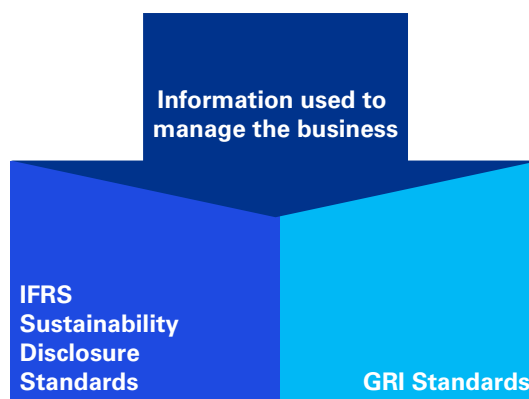 Information used to
manage the business
IFRS
Sustainability
Disclosure
Standards
GRI Standards